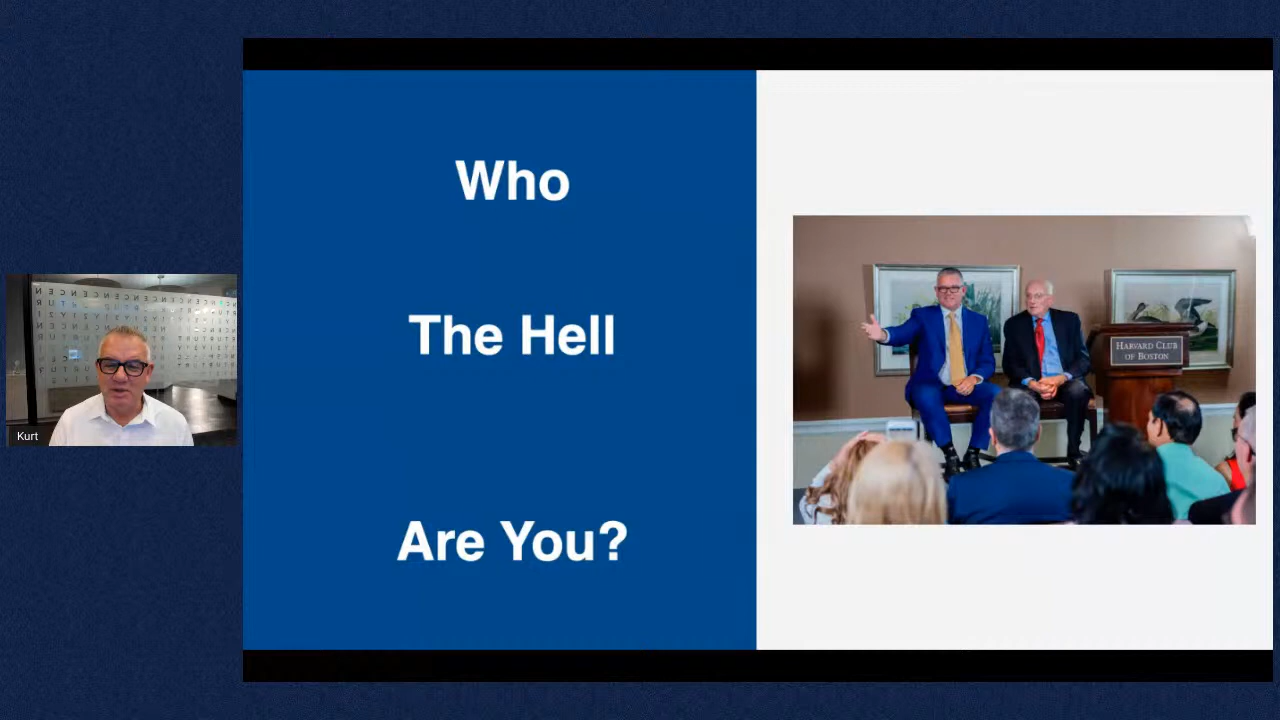 Who
The Hell
Are You?
HARVARD CLUB
OF BOSTON
Kurt